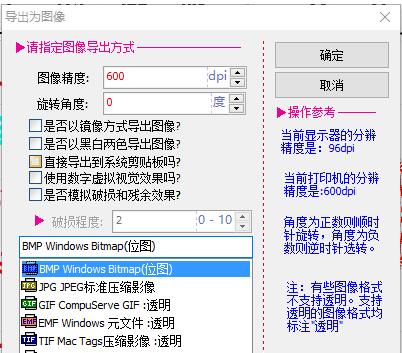 导出为图像
请指定图像导出方式
图像精度: 600 dpi
旋转角度: 0 度
是否以镜像方式导出图像?
是否以黑白两色导出图像?
直接导出到系统剪贴板吗?
使用数字虚拟视觉效果吗?
是否模拟破损和残余效果?
破损程度: 2 0 - 10
BMP Windows Bitmap(位图)
BMP BMP Windows Bitmap(位图)
JPG JPG JPEG标准压缩影像
GIF GIF CompuServe GIF :透明
EMF EMF Windows 元文件 :透明
TIF TIF Mac Tags压缩影像 :透明
确定
取消
操作参考
当前显示器的分辨
精度是: 96dpi
当前打印机的分辨
精度是:600dpi
角度为正数则顺时
针旋转，角度为负
数则逆时针选转。
注：有些图像格式
不支持透明。支持
透明的图像格式均
标注"透明"